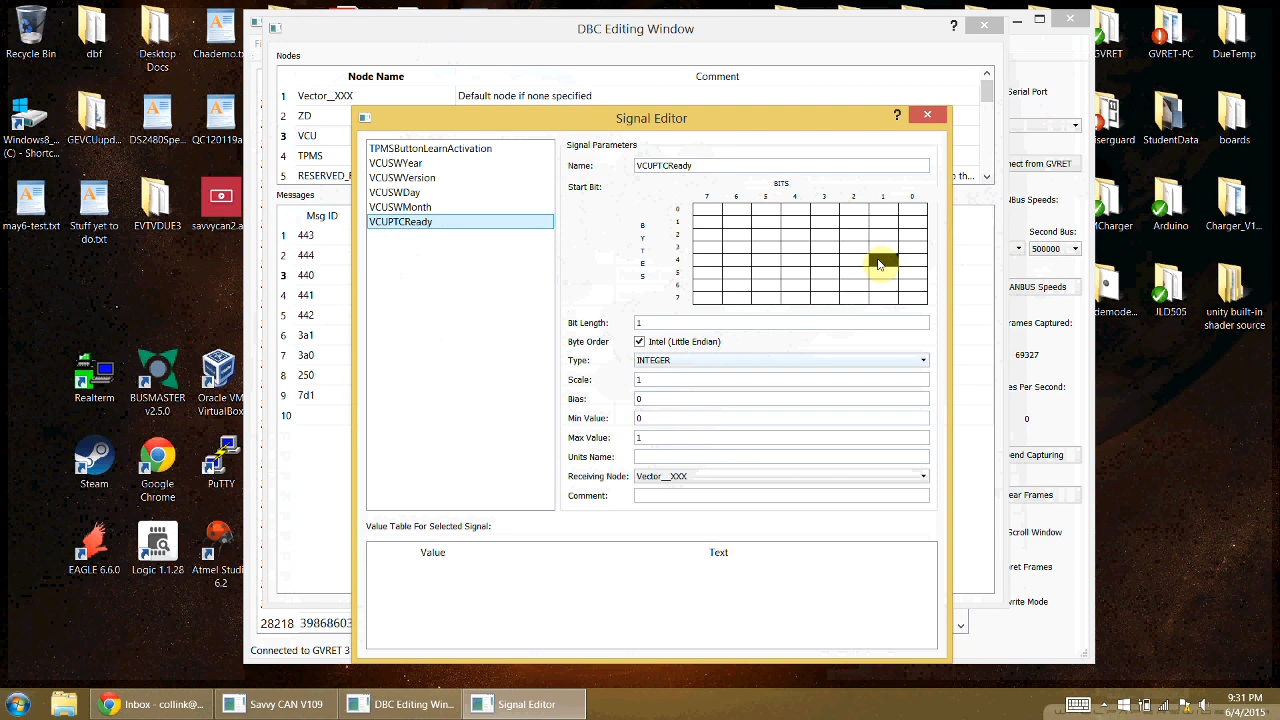 Recycle Bin
dbf
Desktop Docs
Chademo.tx
Windows8_... (C) - Shortc...
GEVCUupd...
DS2480Spe...
QC120119a
may6-test.txt
Stuff yet to do.txt
EVTVDUE3
savvycan2.a
Realterm
BUSMASTER v2.5.0
Oracle VM VirtualBox
Steam
Google Chrome
PuTTY
EAGLE 6.6.0
Logic 1.1.28
Atmel Studi 6.2
DBC Editing Window
?
Nodes
Node Name Comment
1 Vector__XXX Default node if none specified
2 ZD
3 VCU
4 TPMS
5 RESERVED_F
p th...
Messages
Msg ID
1 443
2 444
3 440
4 441
5 442
6 3a1
7 3a0
8 250
9 7d1
10
28218 39868603
Connected to GVRET 3
Signal Editor
?
TPMSButtonLearnActivation
VCUSWYear
VCUSWVersion
VCUSWDay
VCUSWMonth
VCUPTCReady
Signal Parameters
Name: VCUPTCReady
Start Bit:
BITS
7 6 5 4 3 2 1 0
B Y T E S
0
1
2
3
4
5
6
7
Bit Length: 1
Byte Order Intel (Little Endian)
Type: INTEGER
Scale: 1
Bias: 0
Min Value: 0
Max Value: 1
Units Name:
Receiving Node: Vector__XXX
Comment:
Value Table For Selected Signal:
Value Text
Serial Port
nect from GVRET
NBus Speeds:
Second Bus:
500000
ANBUS Speeds
rames Captured:
69327
es Per Second:
0
end Capturing
ear Frames
Scroll Window
ret Frames
rite Mode
GVRET
GVRET-PC
DueTemp
iserguard
StudentData
boards
MCharger
Arduino
Charger_V1...
demode...
JLD505
unity built-in shader source
Inbox - collink@...
Savvy CAN V109
DBC Editing Win...
Signal Editor
9:31 PM
6/4/2015